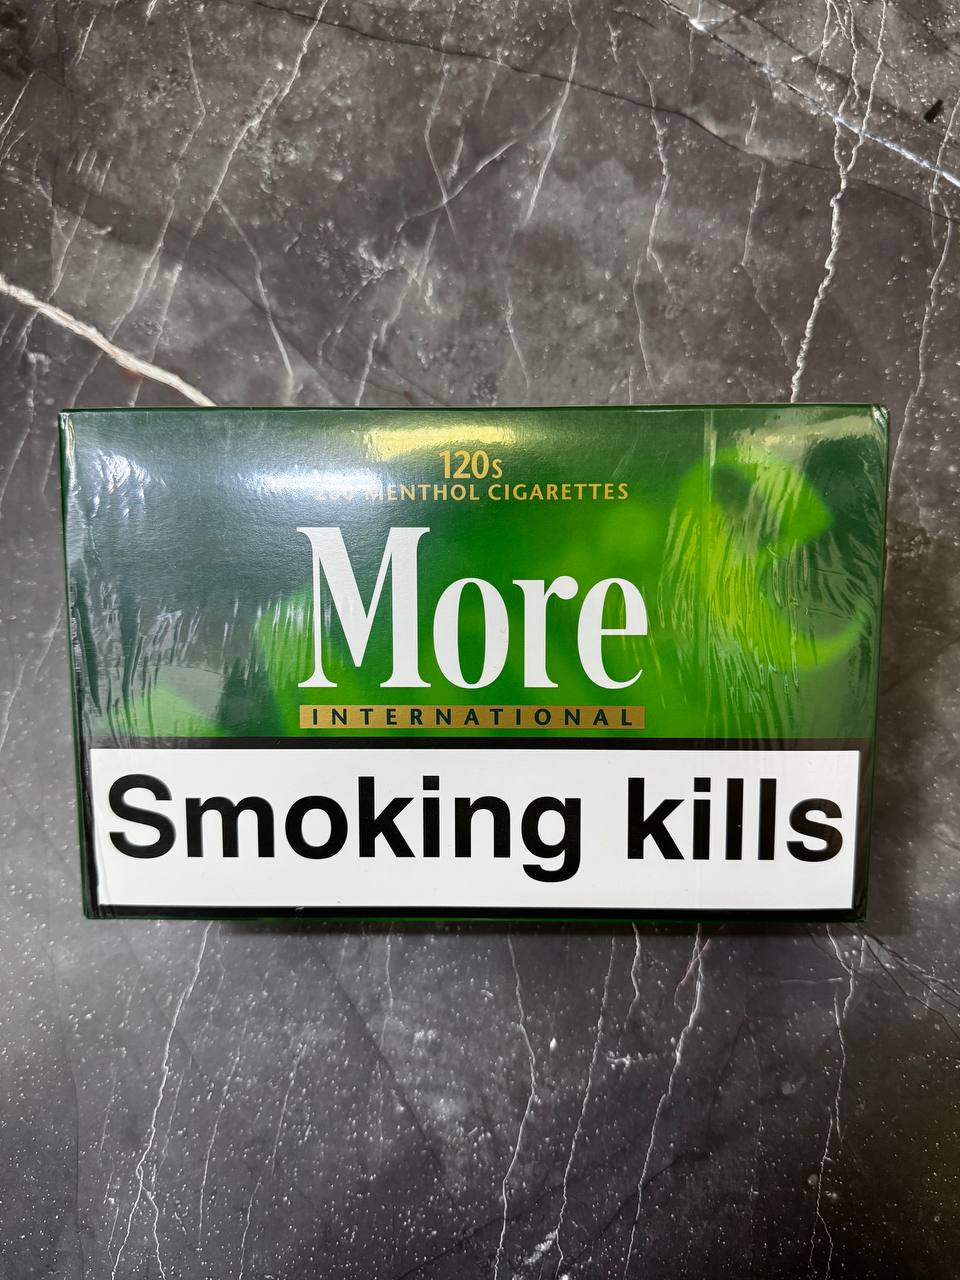 120s
MENTHOL CIGARETTES
More
INTERNATIONAL
Smoking kills